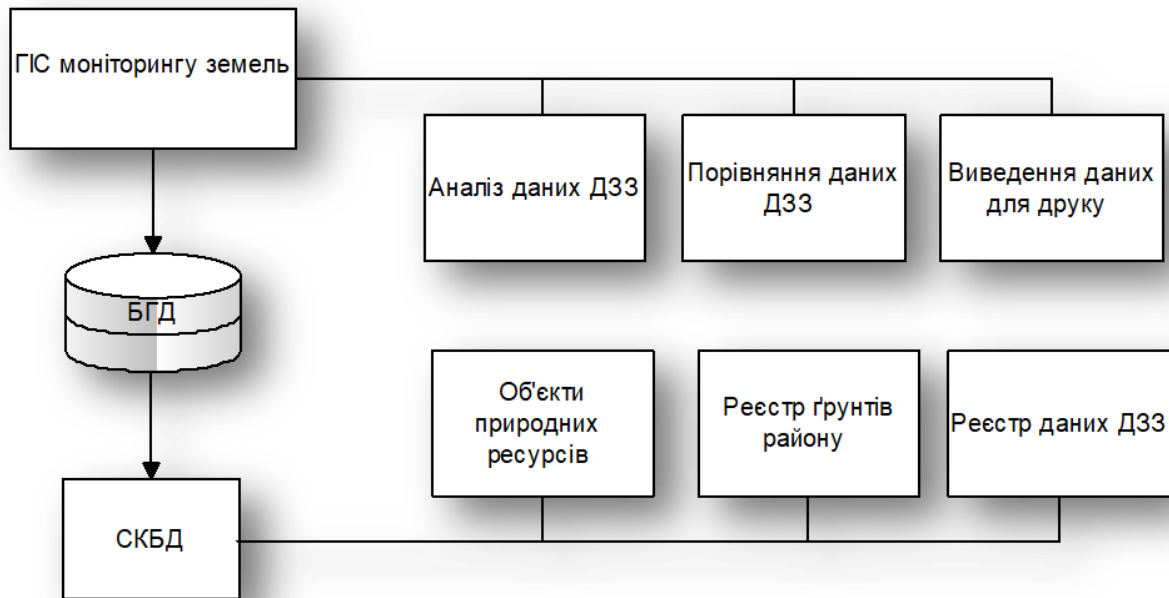 ГІС моніторингу земель
Аналіз даних ДЗЗ
Порівняння даних
ДЗЗ
Виведення даних
для друку
БГД
Об'єкти
природних
ресурсів
Реєстр ґрунтів
району
Реєстр даних ДЗЗ
СКБД